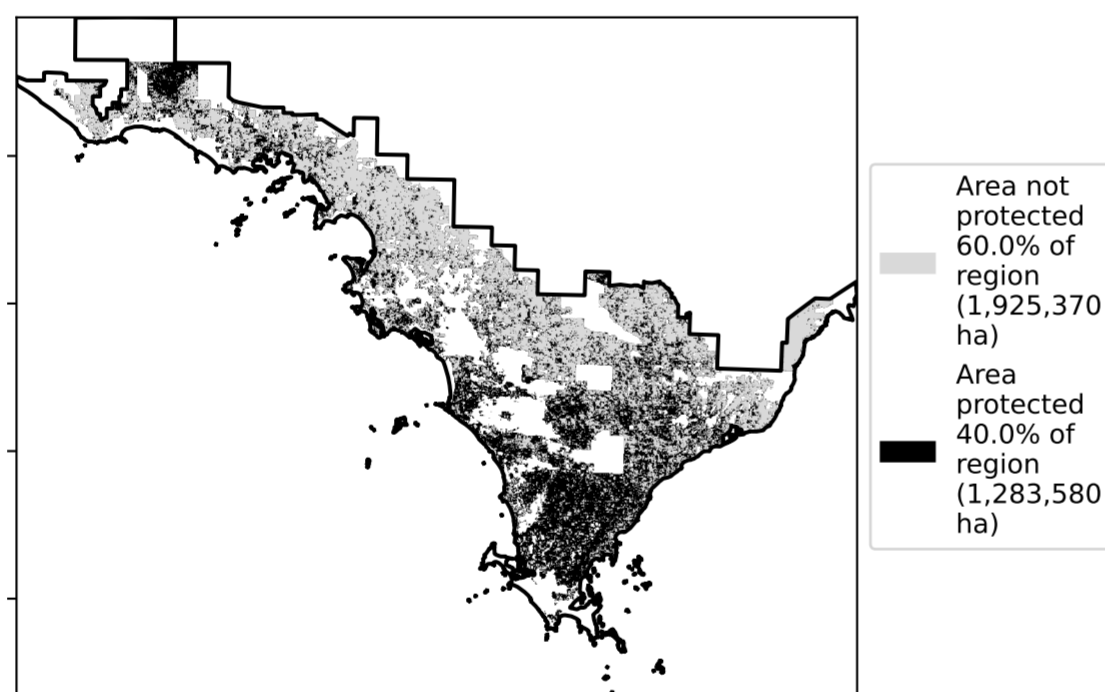 Area not
protected
60.0% of
region
(1,925,370
ha)
Area
protected
40.0% of
region
(1,283,580
ha)